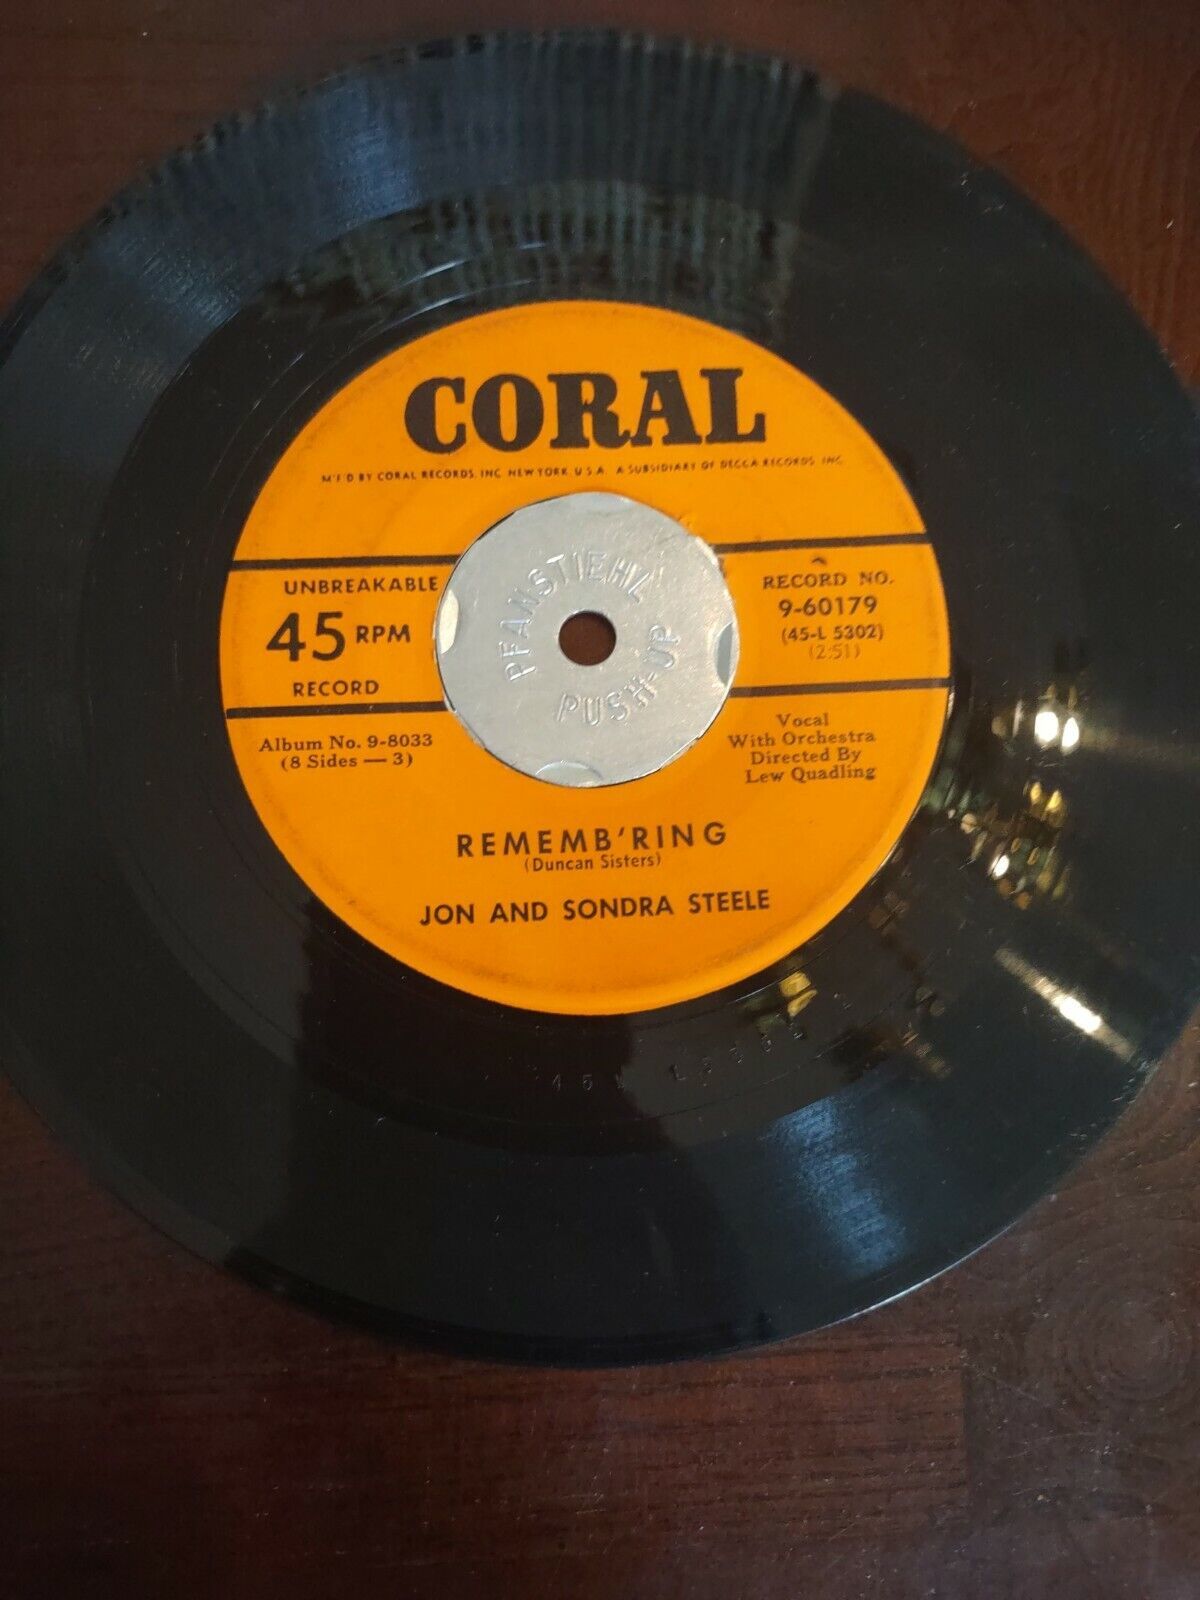 CORAL
M'F'D BY CORAL RECORDS, INC. NEW YORK, U.S.A. A SUBSIDIARY OF DECCA RECORDS, INC.
UNBREAKABLE
45 RPM
RECORD
PFANSTIEHL
PUSH-UP
RECORD NO.
9-60179
(45-L 5302)
(2:51)
Album No. 9-8033
(8 Sides — 3)
Vocal
With Orchestra
Directed By
Lew Quadling
REMEMB'RING
(Duncan Sisters)
JON AND SONDRA STEELE